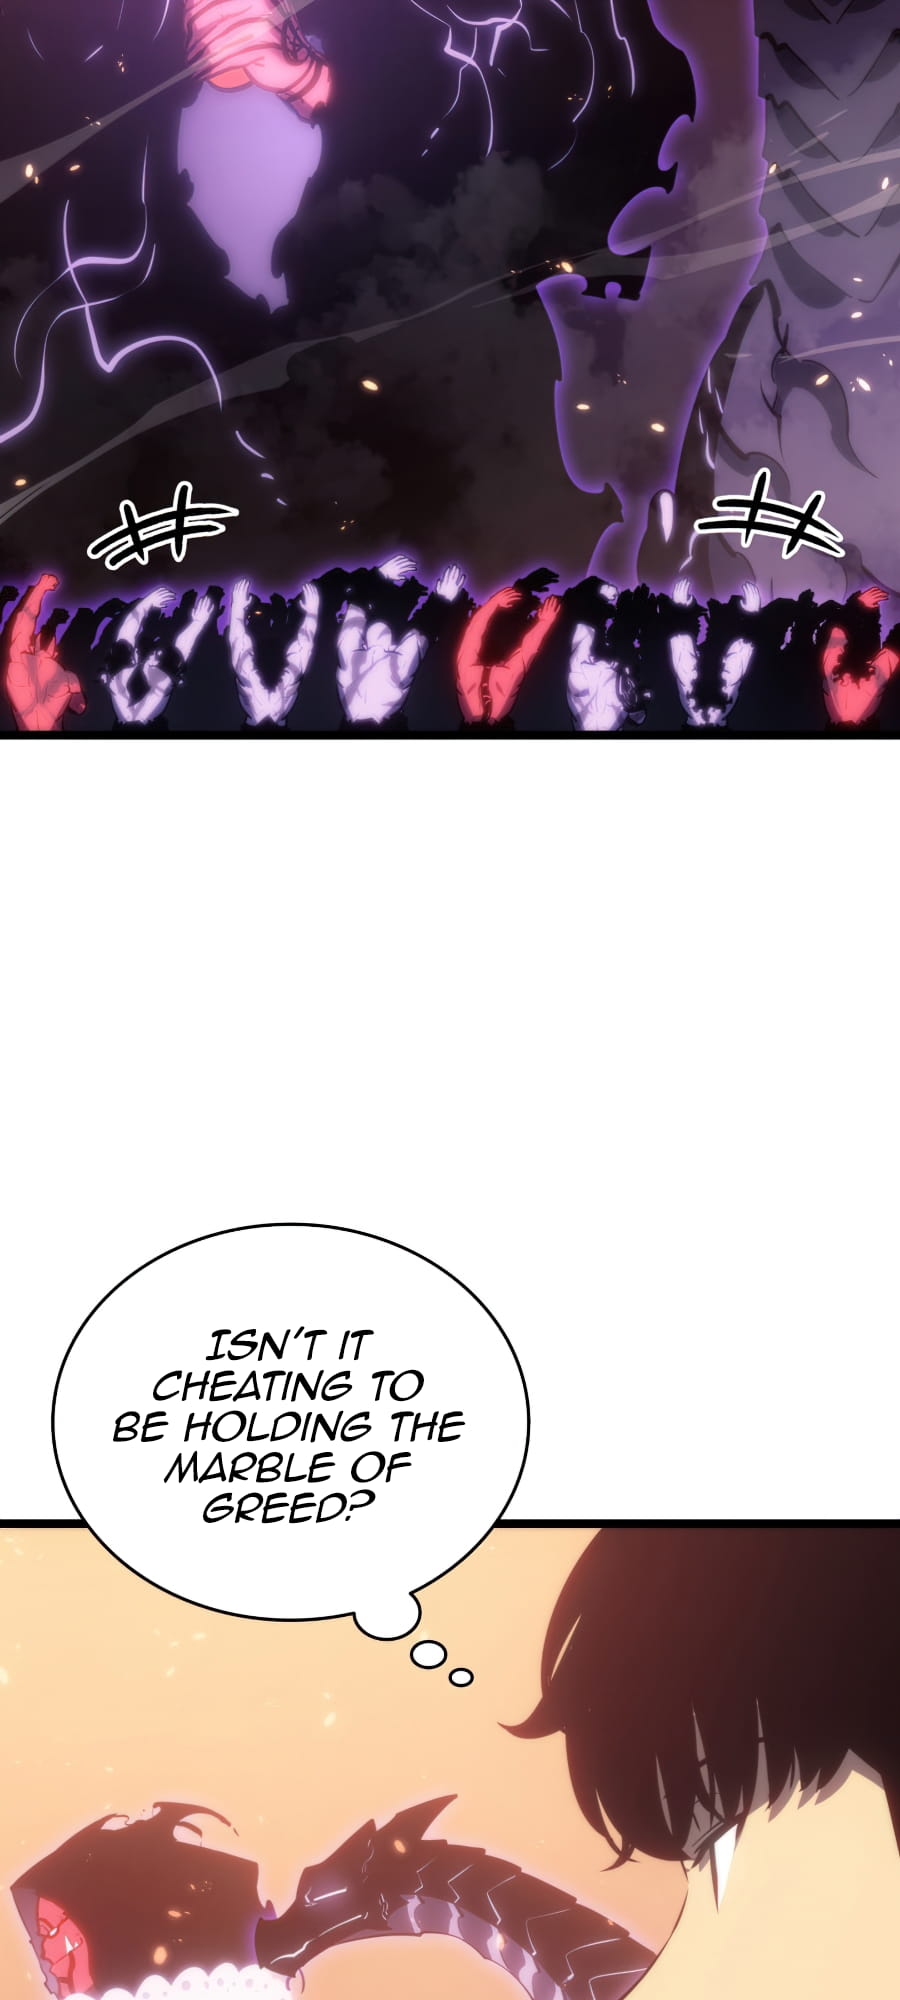 ISN'T IT
CHEATING TO
BE HOLDING THE
MARBLE OF
GREED?